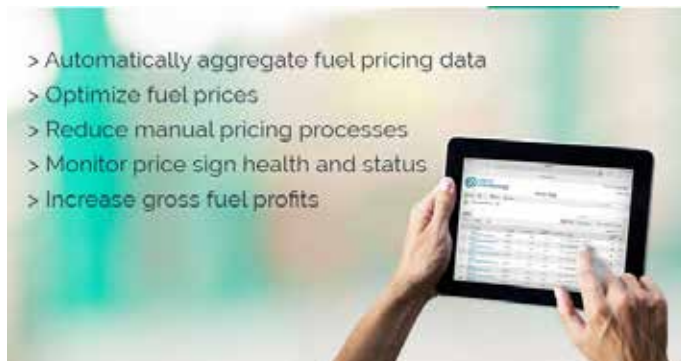 > Automatically aggregate fuel pricing data
> Optimize fuel prices
> Reduce manual pricing processes
> Monitor price sign health and status
> Increase gross fuel profits